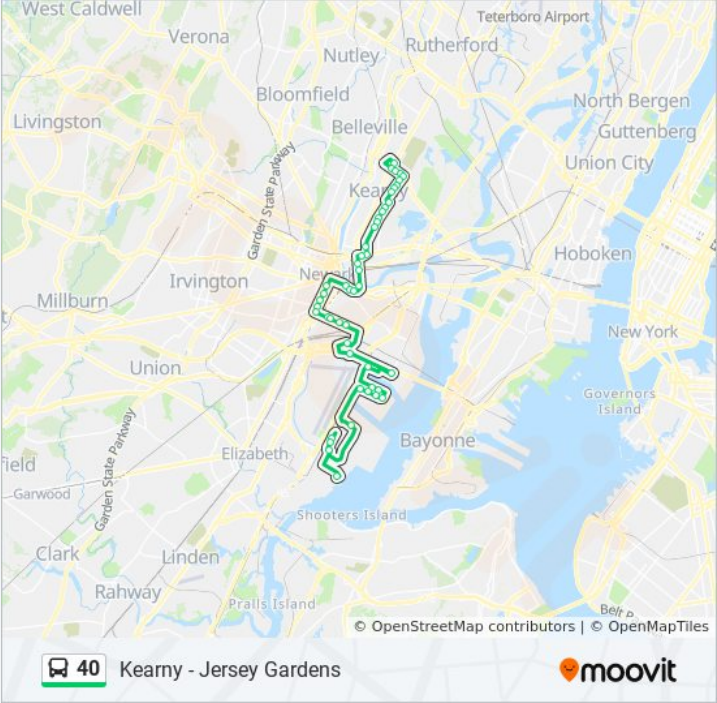 West Caldwell
Teterboro Airport
Verona
Rutherford
Nutley
Bloomfield
North Bergen
Livingston
Belleville
Guttenberg
Garden State Parkway
Union City
Kearny
Hoboken
Newark
Irvington
Millburn
New York
Union
Governors
Island
Garden State Parkway
Bayonne
Elizabeth
field
Garwood
Shooters Island
Clark
Linden
Rahway
Pralls Island
Belt P
© OpenStreetMap contributors | © OpenMapTiles
40 Kearny - Jersey Gardens
moovit